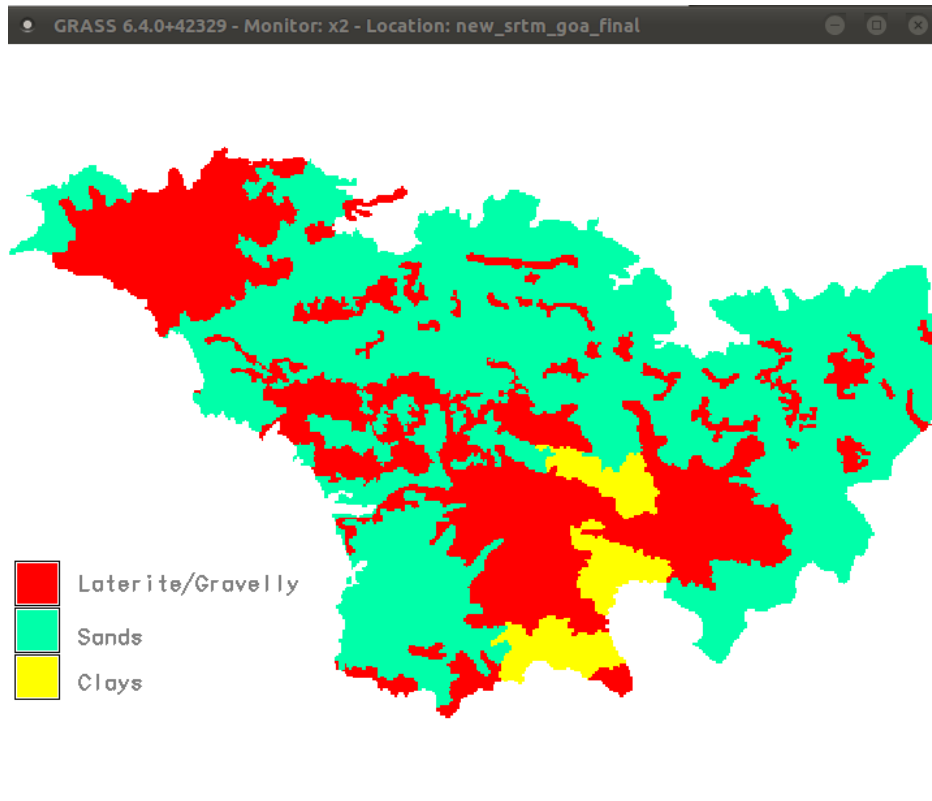 GRASS 6.4.0+42329 - Monitor: x2 - Location: new_srtm_goa_final
Laterite/Gravelly
Sands
Clays